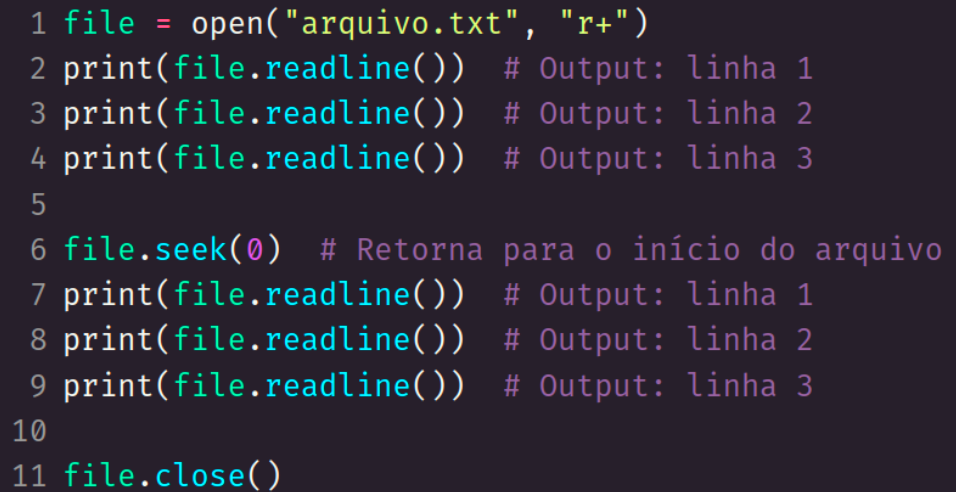 1 file = open("arquivo.txt", "r+")
2 print(file.readline())  # Output: linha 1
3 print(file.readline())  # Output: linha 2
4 print(file.readline())  # Output: linha 3
5
6 file.seek(0)  # Retorna para o início do arquivo
7 print(file.readline())  # Output: linha 1
8 print(file.readline())  # Output: linha 2
9 print(file.readline())  # Output: linha 3
10
11 file.close()